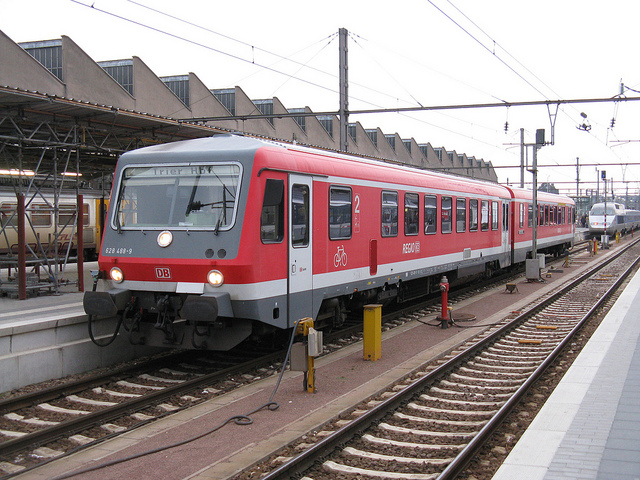 Trier Hbf
2
628 488-9
REGIO
DB